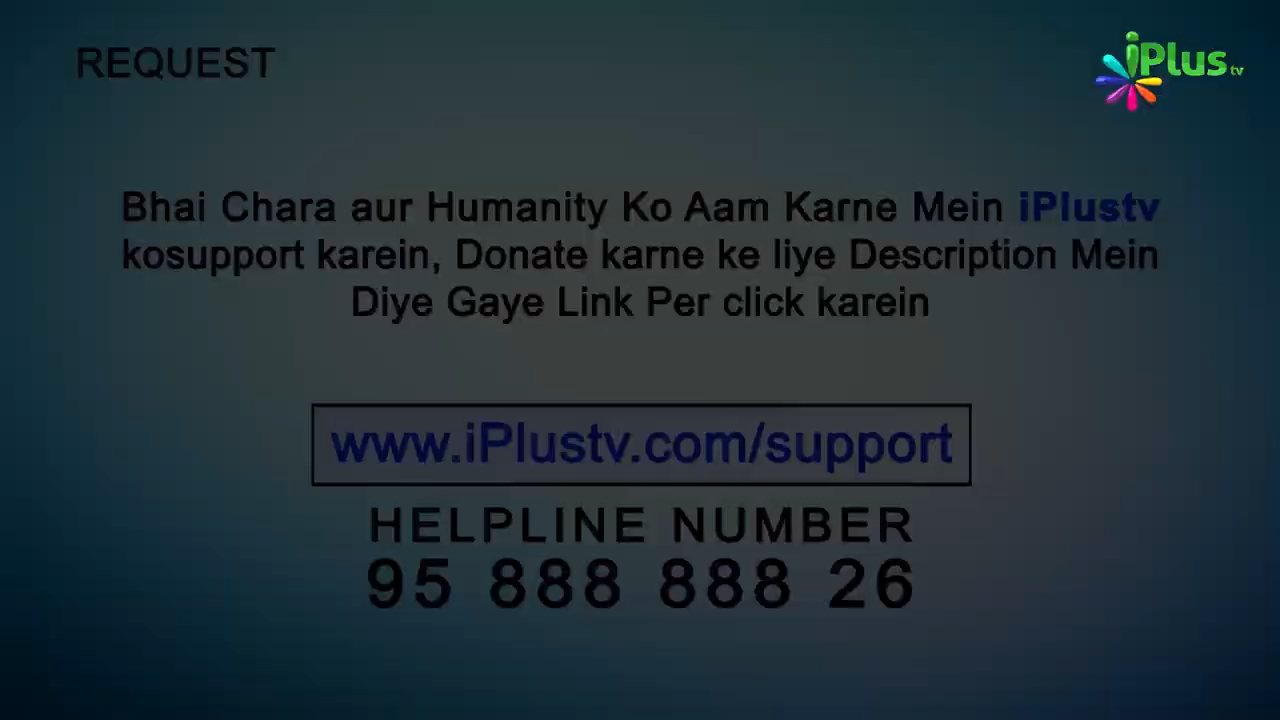 REQUEST
iPlus tv
Bhai Chara aur Humanity Ko Aam Karne Mein iPlustv
kosupport karein, Donate karne ke liye Description Mein
Diye Gaye Link Per click karein
www.iPlustv.com/support
HELPLINE NUMBER
95 888 888 26